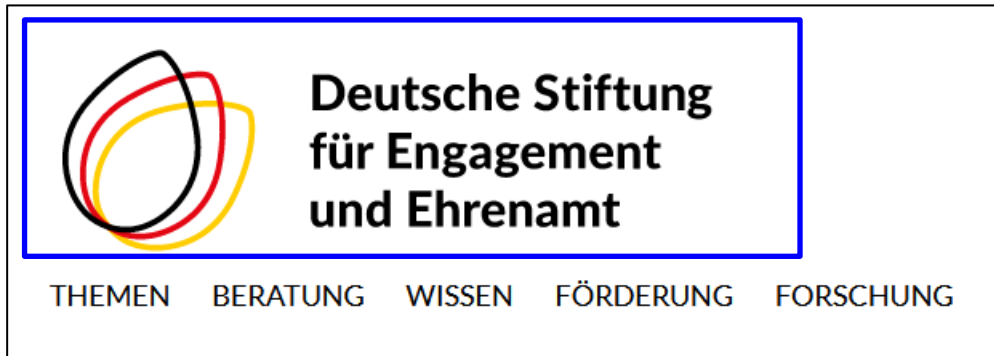 Deutsche Stiftung
für Engagement
und Ehrenamt
THEMEN BERATUNG WISSEN FÖRDERUNG FORSCHUNG